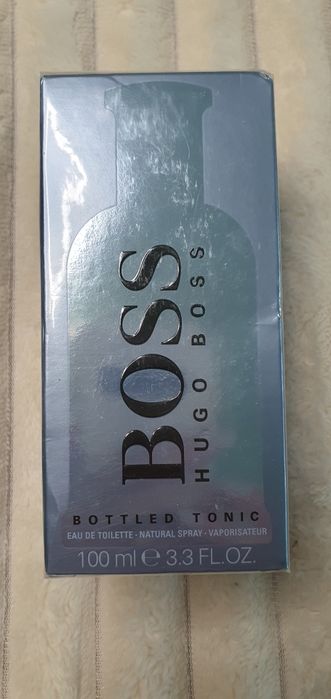 BOSS
HUGO BOSS
BOTTLED TONIC
EAU DE TOILETTE - NATURAL SPRAY - VAPORISATEUR
100 ml ℮ 3.3 FL.OZ.